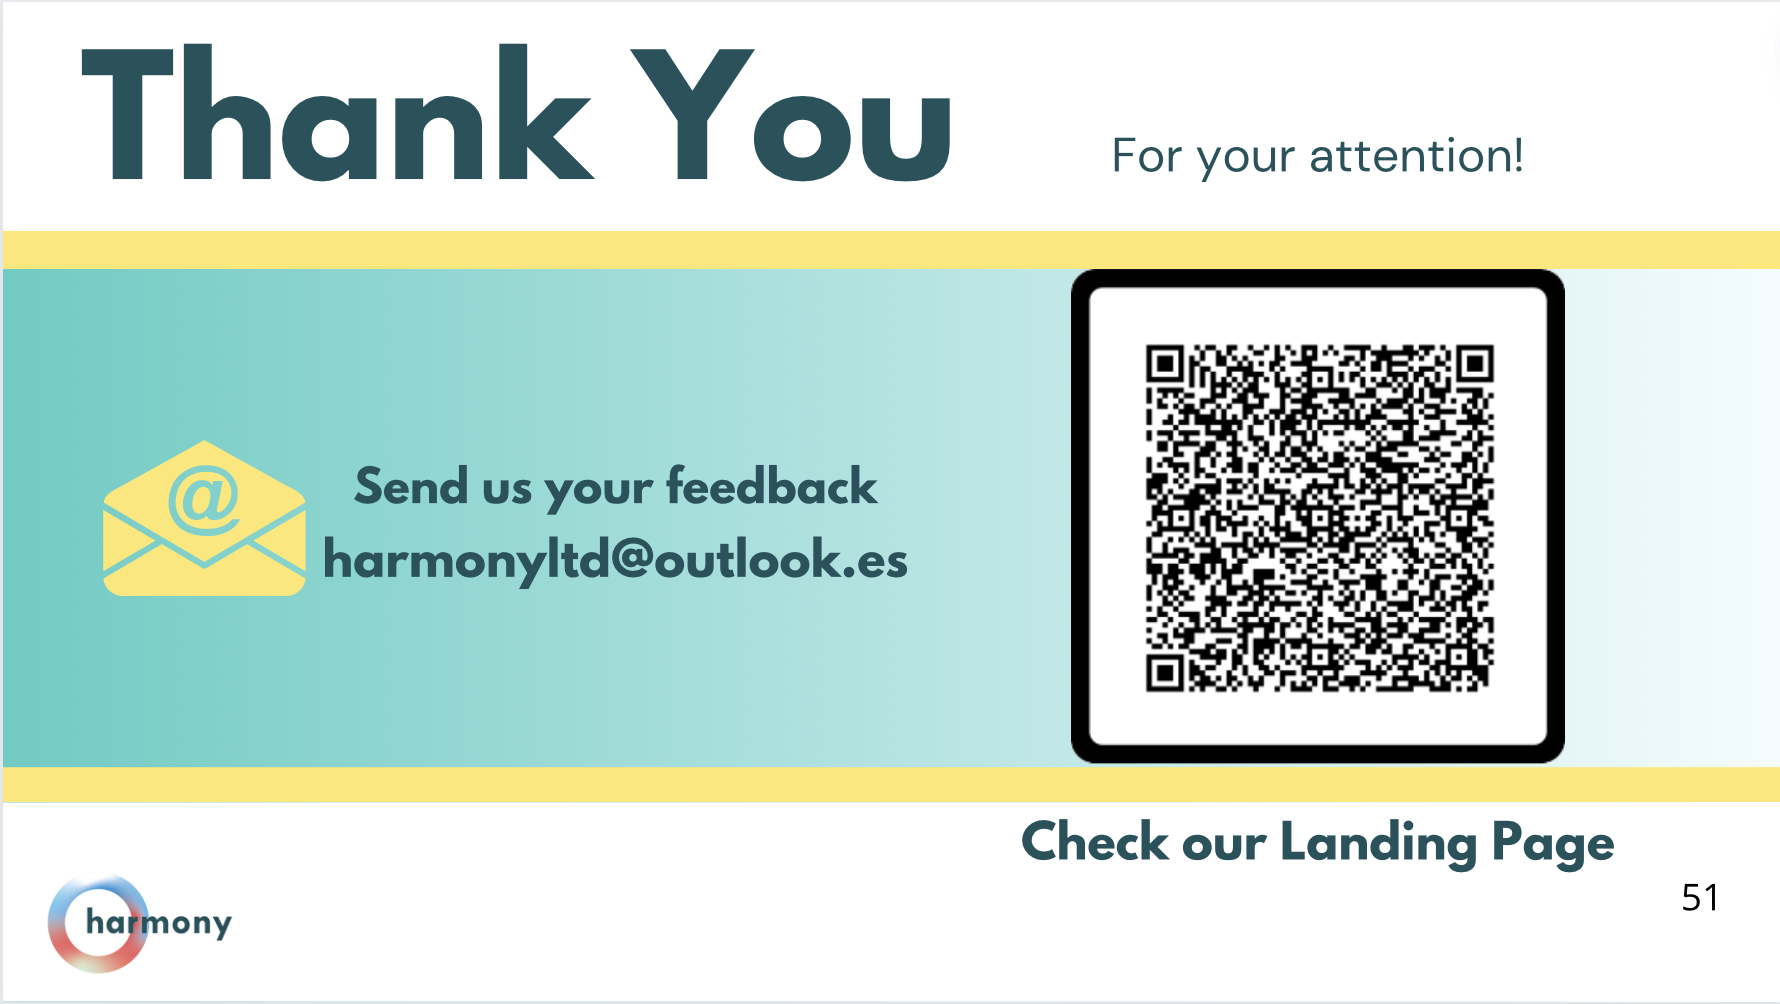 Thank You
For your attention!
@
Send us your feedback
harmonyltd@outlook.es
Check our Landing Page
51
harmony